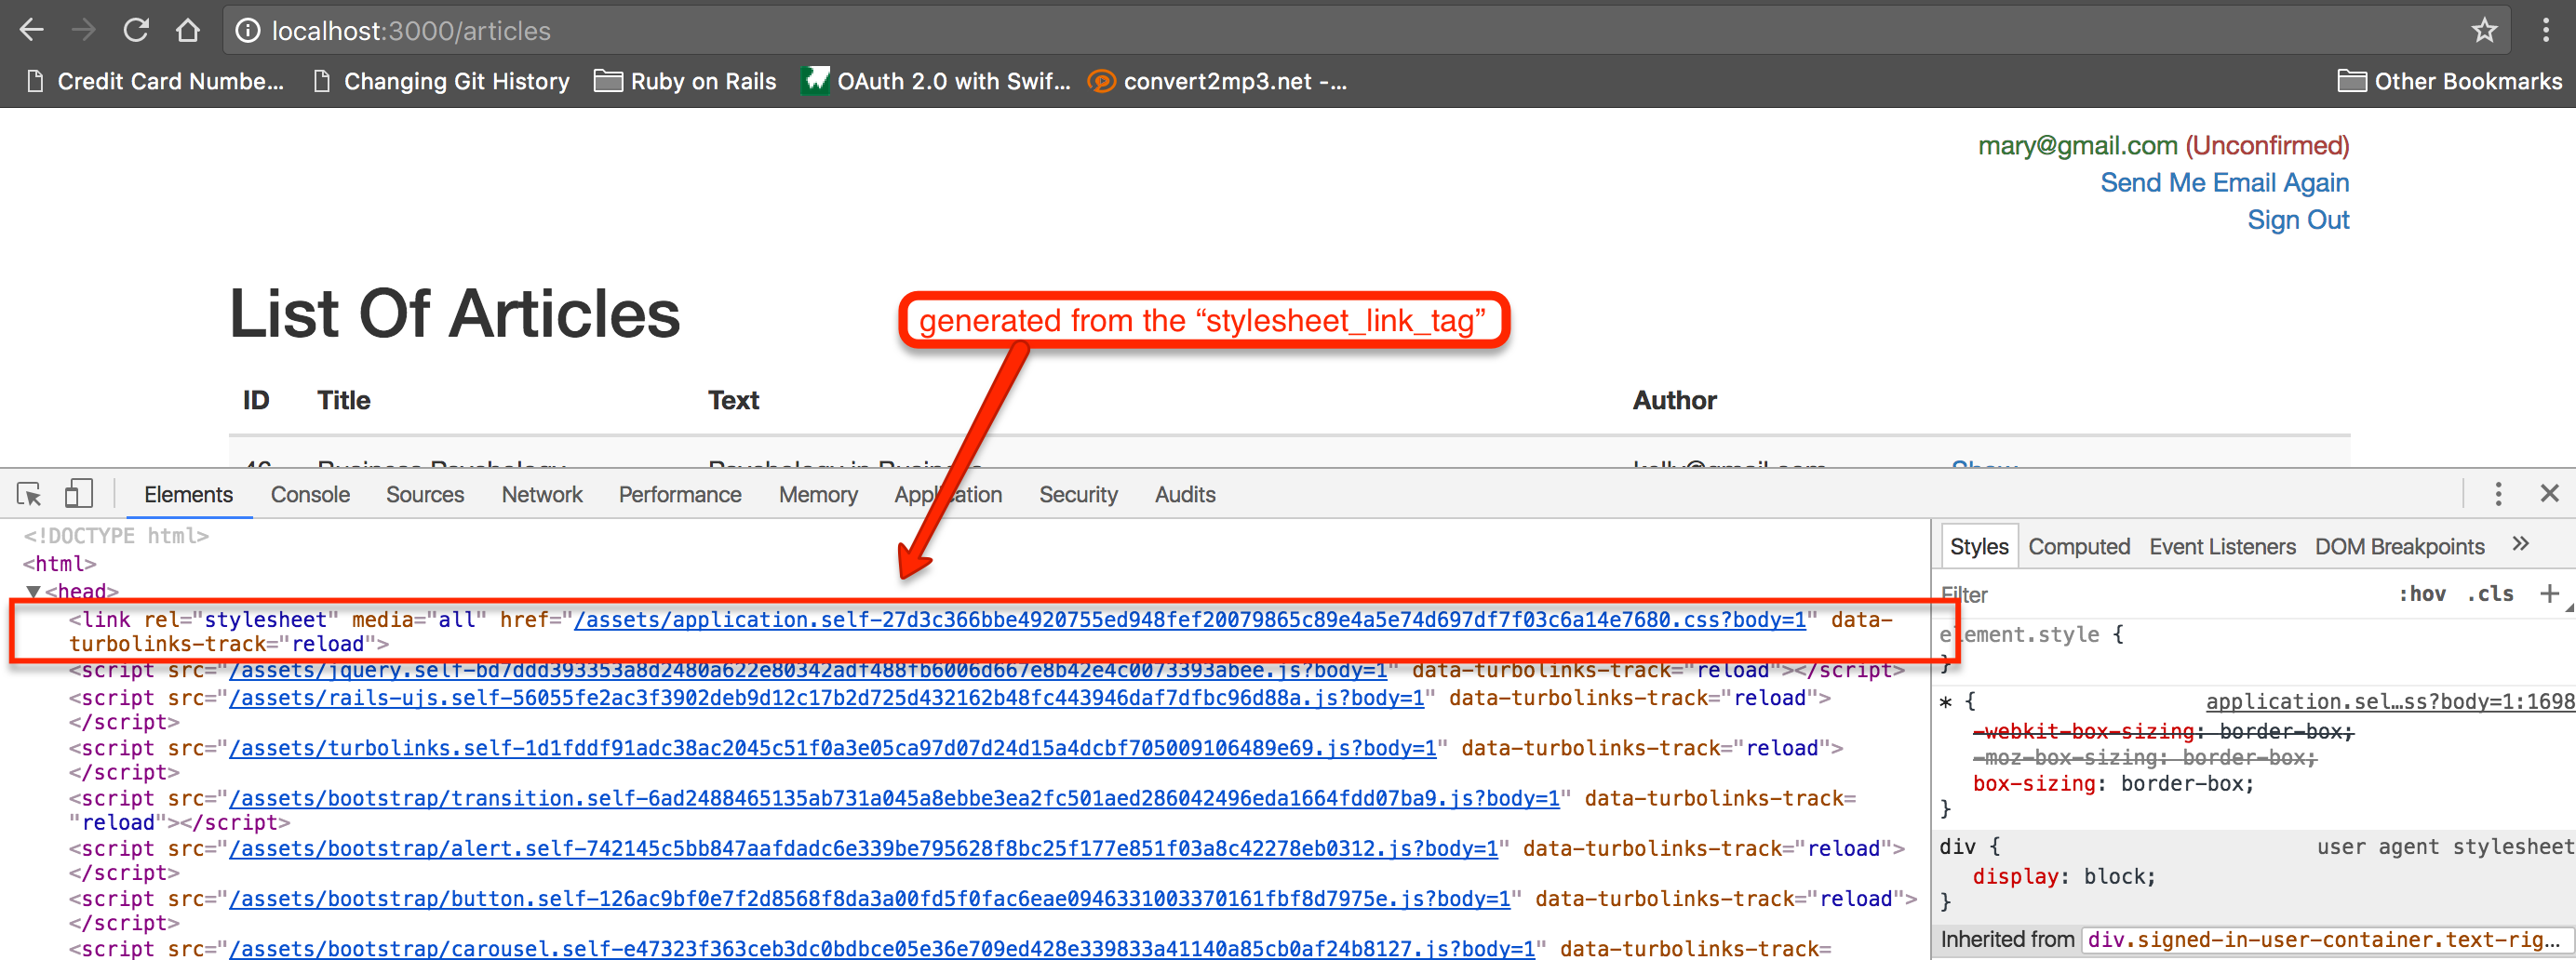 localhost:3000/articles
Credit Card Numbe... Changing Git History Ruby on Rails OAuth 2.0 with Swif... convert2mp3.net -... Other Bookmarks
mary@gmail.com (Unconfirmed)
Send Me Email Again
Sign Out
List Of Articles
generated from the “stylesheet_link_tag”
ID Title Text Author
46 Business Psychology Psychology in Business kelly@gmail.com Show
Elements Console Sources Network Performance Memory Application Security Audits
<!DOCTYPE html>
<html>
▼<head>
<link rel="stylesheet" media="all" href="/assets/application.self-27d3c366bbe4920755ed948fef20079865c89e4a5e74d697df7f03c6a14e7680.css?body=1" data-
turbolinks-track="reload">
<script src="/assets/jquery.self-bd7ddd393353a8d2480a622e80342adf488fb6006d667e8b42e4c0073393abee.js?body=1" data-turbolinks-track="reload"></script>
<script src="/assets/rails-ujs.self-56055fe2ac3f3902deb9d12c17b2d725d432162b48fc443946daf7dfbc96d88a.js?body=1" data-turbolinks-track="reload">
</script>
<script src="/assets/turbolinks.self-1d1fddf91adc38ac2045c51f0a3e05ca97d07d24d15a4dcbf705009106489e69.js?body=1" data-turbolinks-track="reload">
</script>
<script src="/assets/bootstrap/transition.self-6ad2488465135ab731a045a8ebbe3ea2fc501aed286042496eda1664fdd07ba9.js?body=1" data-turbolinks-track=
"reload"></script>
<script src="/assets/bootstrap/alert.self-742145c5bb847aafdadc6e339be795628f8bc25f177e851f03a8c42278eb0312.js?body=1" data-turbolinks-track="reload">
</script>
<script src="/assets/bootstrap/button.self-126ac9bf0e7f2d8568f8da3a00fd5f0fac6eae0946331003370161fbf8d7975e.js?body=1" data-turbolinks-track="reload">
</script>
<script src="/assets/bootstrap/carousel.self-e47323f363ceb3dc0bdbce05e36e709ed428e339833a41140a85cb0af24b8127.js?body=1" data-turbolinks-track=
Styles Computed Event Listeners DOM Breakpoints »
Filter :hov .cls +
element.style {
}
* { application.sel…ss?body=1:1698
-webkit-box-sizing: border-box;
-moz-box-sizing: border-box;
box-sizing: border-box;
}
div { user agent stylesheet
display: block;
}
Inherited from div.signed-in-user-container.text-rig...